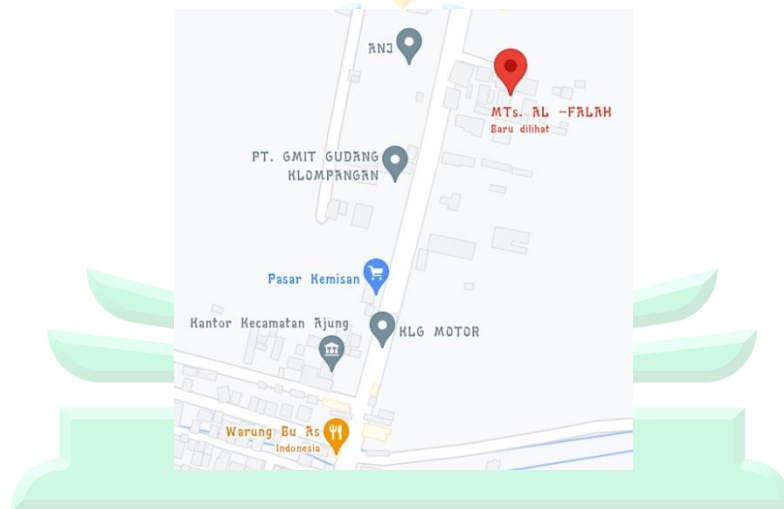 ANJ
MTs. AL -FALAH
Baru dilihat
PT. GMIT GUDANG
KLOMPANGAN
Pasar Kemisan
Kantor Kecamatan Ajung
KLG MOTOR
Warung Bu As
Indonesia